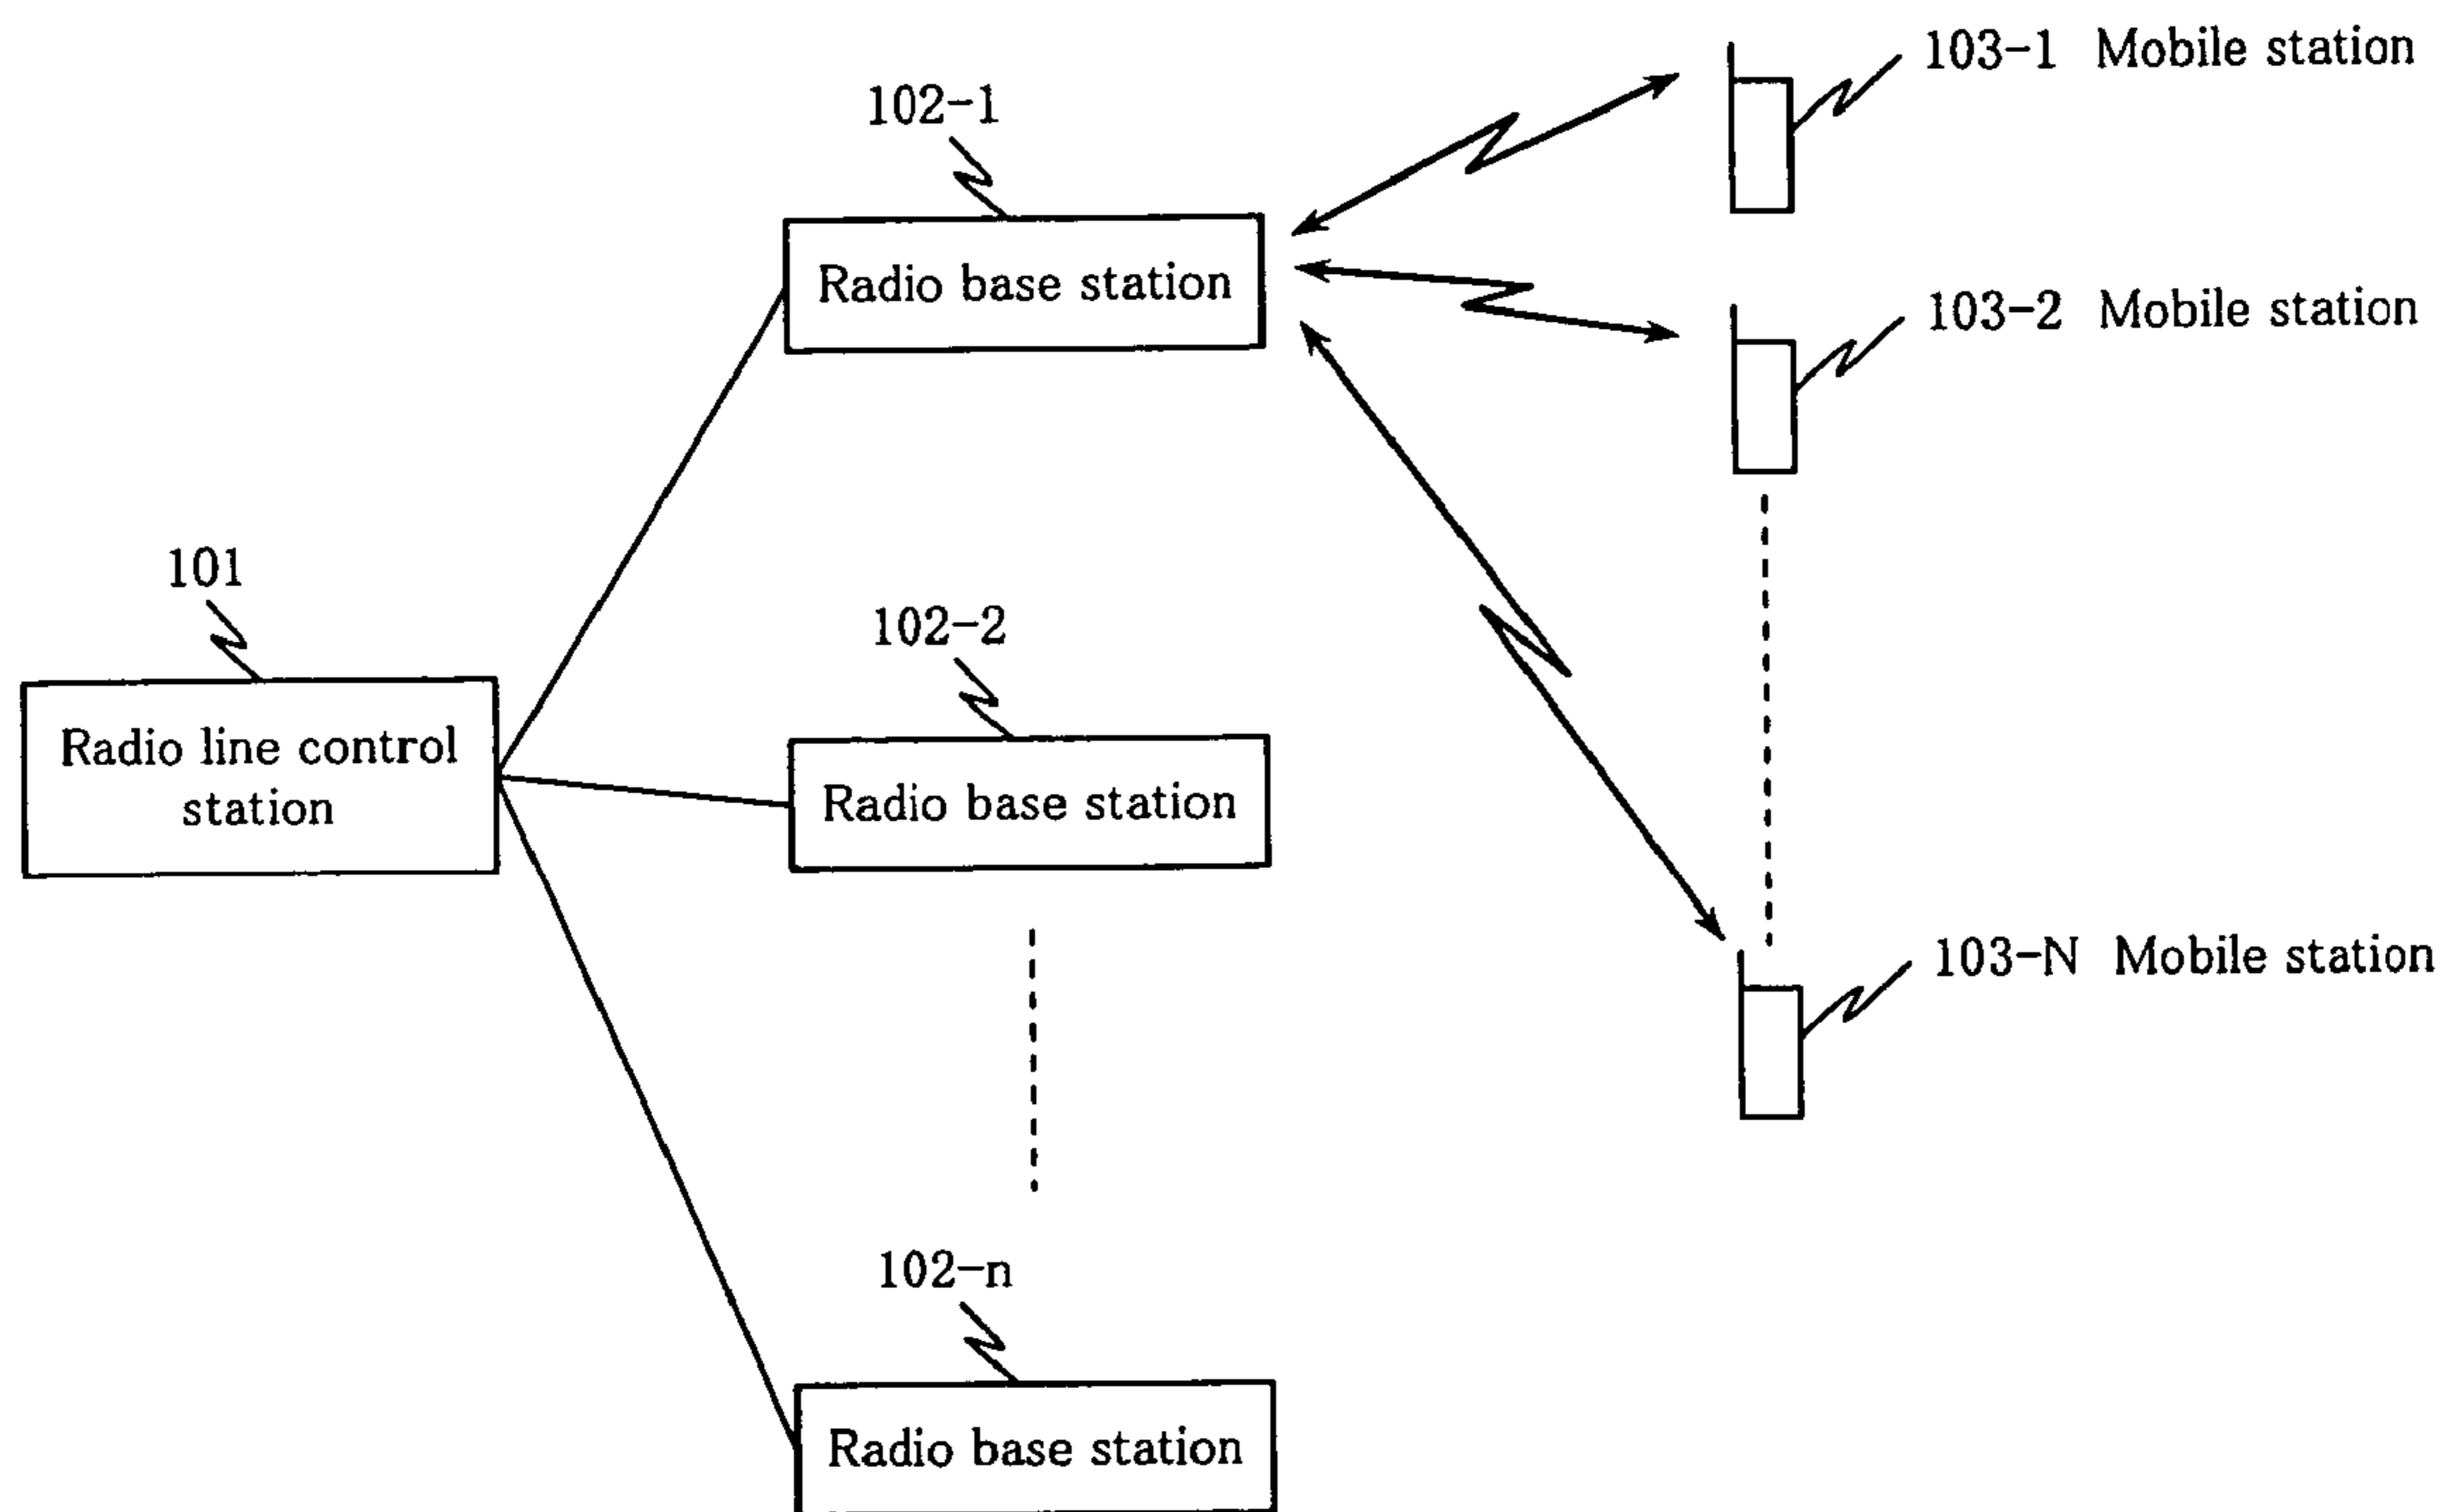 103-1 Mobile station
102-1
Radio base station
103-2 Mobile station
101
102-2
Radio line control
station
Radio base station
103-N Mobile station
102-n
Radio base station